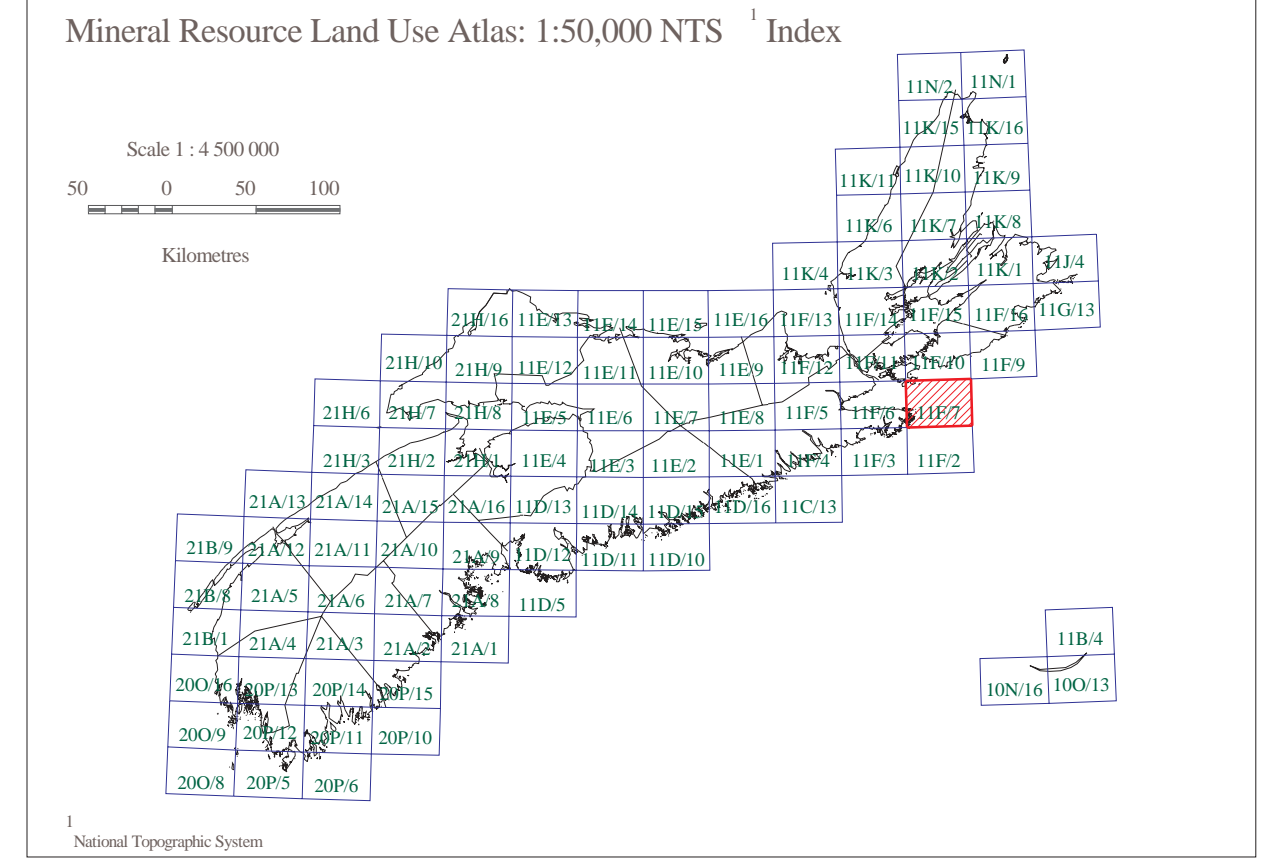 Mineral Resource Land Use Atlas: 1:50,000 NTS 1 Index
Scale 1 : 4 500 000
50 0 50 100
Kilometres
11N/2 11N/1
11K/15 11K/16
11K/11 11K/10 11K/9
11K/6 11K/7 11K/8
11K/4 11K/3 11K/2 11K/1 11J/4
21H/16 11E/13 11E/14 11E/15 11E/16 11F/13 11F/14 11F/15 11F/16 11G/13
21H/10 21H/9 11E/12 11E/11 11E/10 11E/9 11F/12 11F/11 11F/10 11F/9
21H/6 21H/7 21H/8 11E/5 11E/6 11E/7 11E/8 11F/5 11F/6 11F/7
21H/3 21H/2 21H/1 11E/4 11E/3 11E/2 11E/1 11F/4 11F/3 11F/2
21A/13 21A/14 21A/15 21A/16 11D/13 11D/14 11D/15 11D/16 11C/13
21B/9 21A/12 21A/11 21A/10 21A/9 11D/12 11D/11 11D/10
21B/8 21A/5 21A/6 21A/7 21A/8 11D/5
21B/1 21A/4 21A/3 21A/2 21A/1 11B/4
20O/16 20P/13 20P/14 20P/15 10N/16 10O/13
20O/9 20P/12 20P/11 20P/10
20O/8 20P/5 20P/6
1
National Topographic System